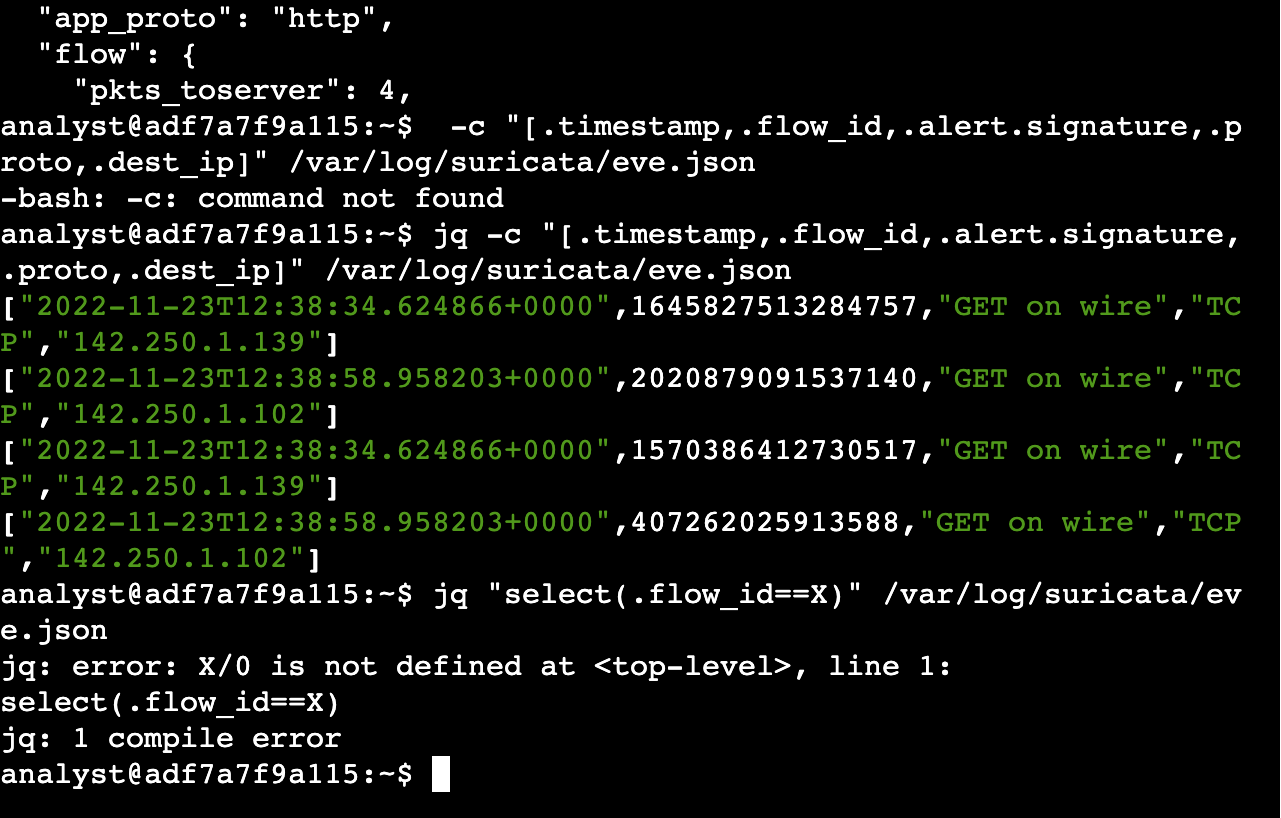 "app_proto": "http",
"flow": {
"pkts_toserver": 4,
analyst@adf7a7f9a115:~$  -c "[.timestamp,.flow_id,.alert.signature,.p
roto,.dest_ip]" /var/log/suricata/eve.json
-bash: -c: command not found
analyst@adf7a7f9a115:~$ jq -c "[.timestamp,.flow_id,.alert.signature,
.proto,.dest_ip]" /var/log/suricata/eve.json
["2022-11-23T12:38:34.624866+0000",1645827513284757,"GET on wire","TC
P","142.250.1.139"]
["2022-11-23T12:38:58.958203+0000",2020879091537140,"GET on wire","TC
P","142.250.1.102"]
["2022-11-23T12:38:34.624866+0000",1570386412730517,"GET on wire","TC
P","142.250.1.139"]
["2022-11-23T12:38:58.958203+0000",407262025913588,"GET on wire","TCP
","142.250.1.102"]
analyst@adf7a7f9a115:~$ jq "select(.flow_id==X)" /var/log/suricata/ev
e.json
jq: error: X/0 is not defined at <top-level>, line 1:
select(.flow_id==X)
jq: 1 compile error
analyst@adf7a7f9a115:~$